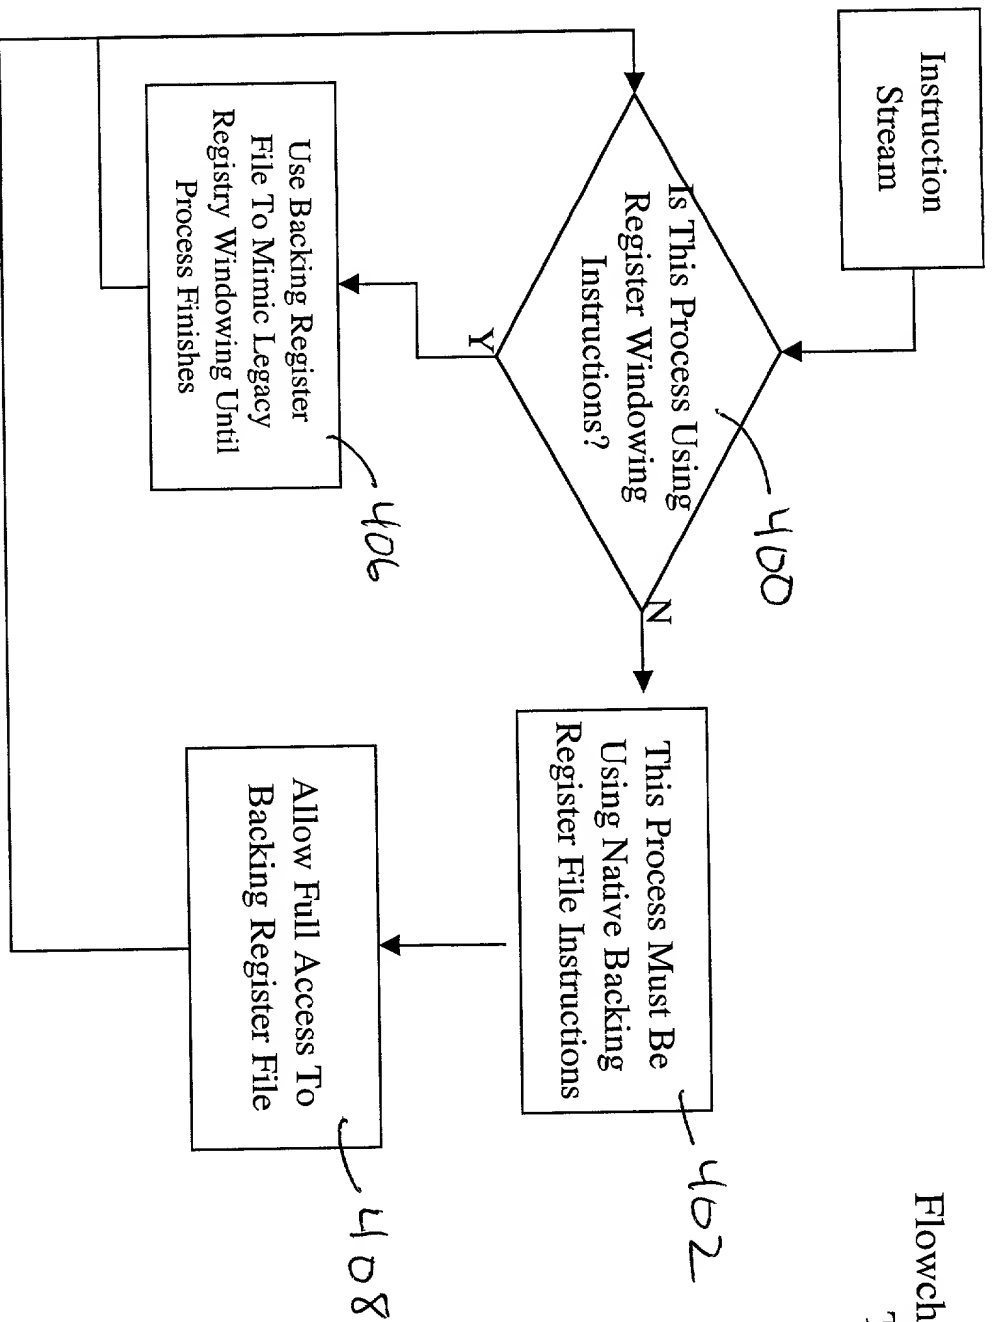 Flowch
Instruction
Stream
Is This Process Using
Register Windowing
Instructions?
400
N
Y
This Process Must Be
Using Native Backing
Register File Instructions
402
Use Backing Register
File To Mimic Legacy
Registry Windowing Until
Process Finishes
406
Allow Full Access To
Backing Register File
408